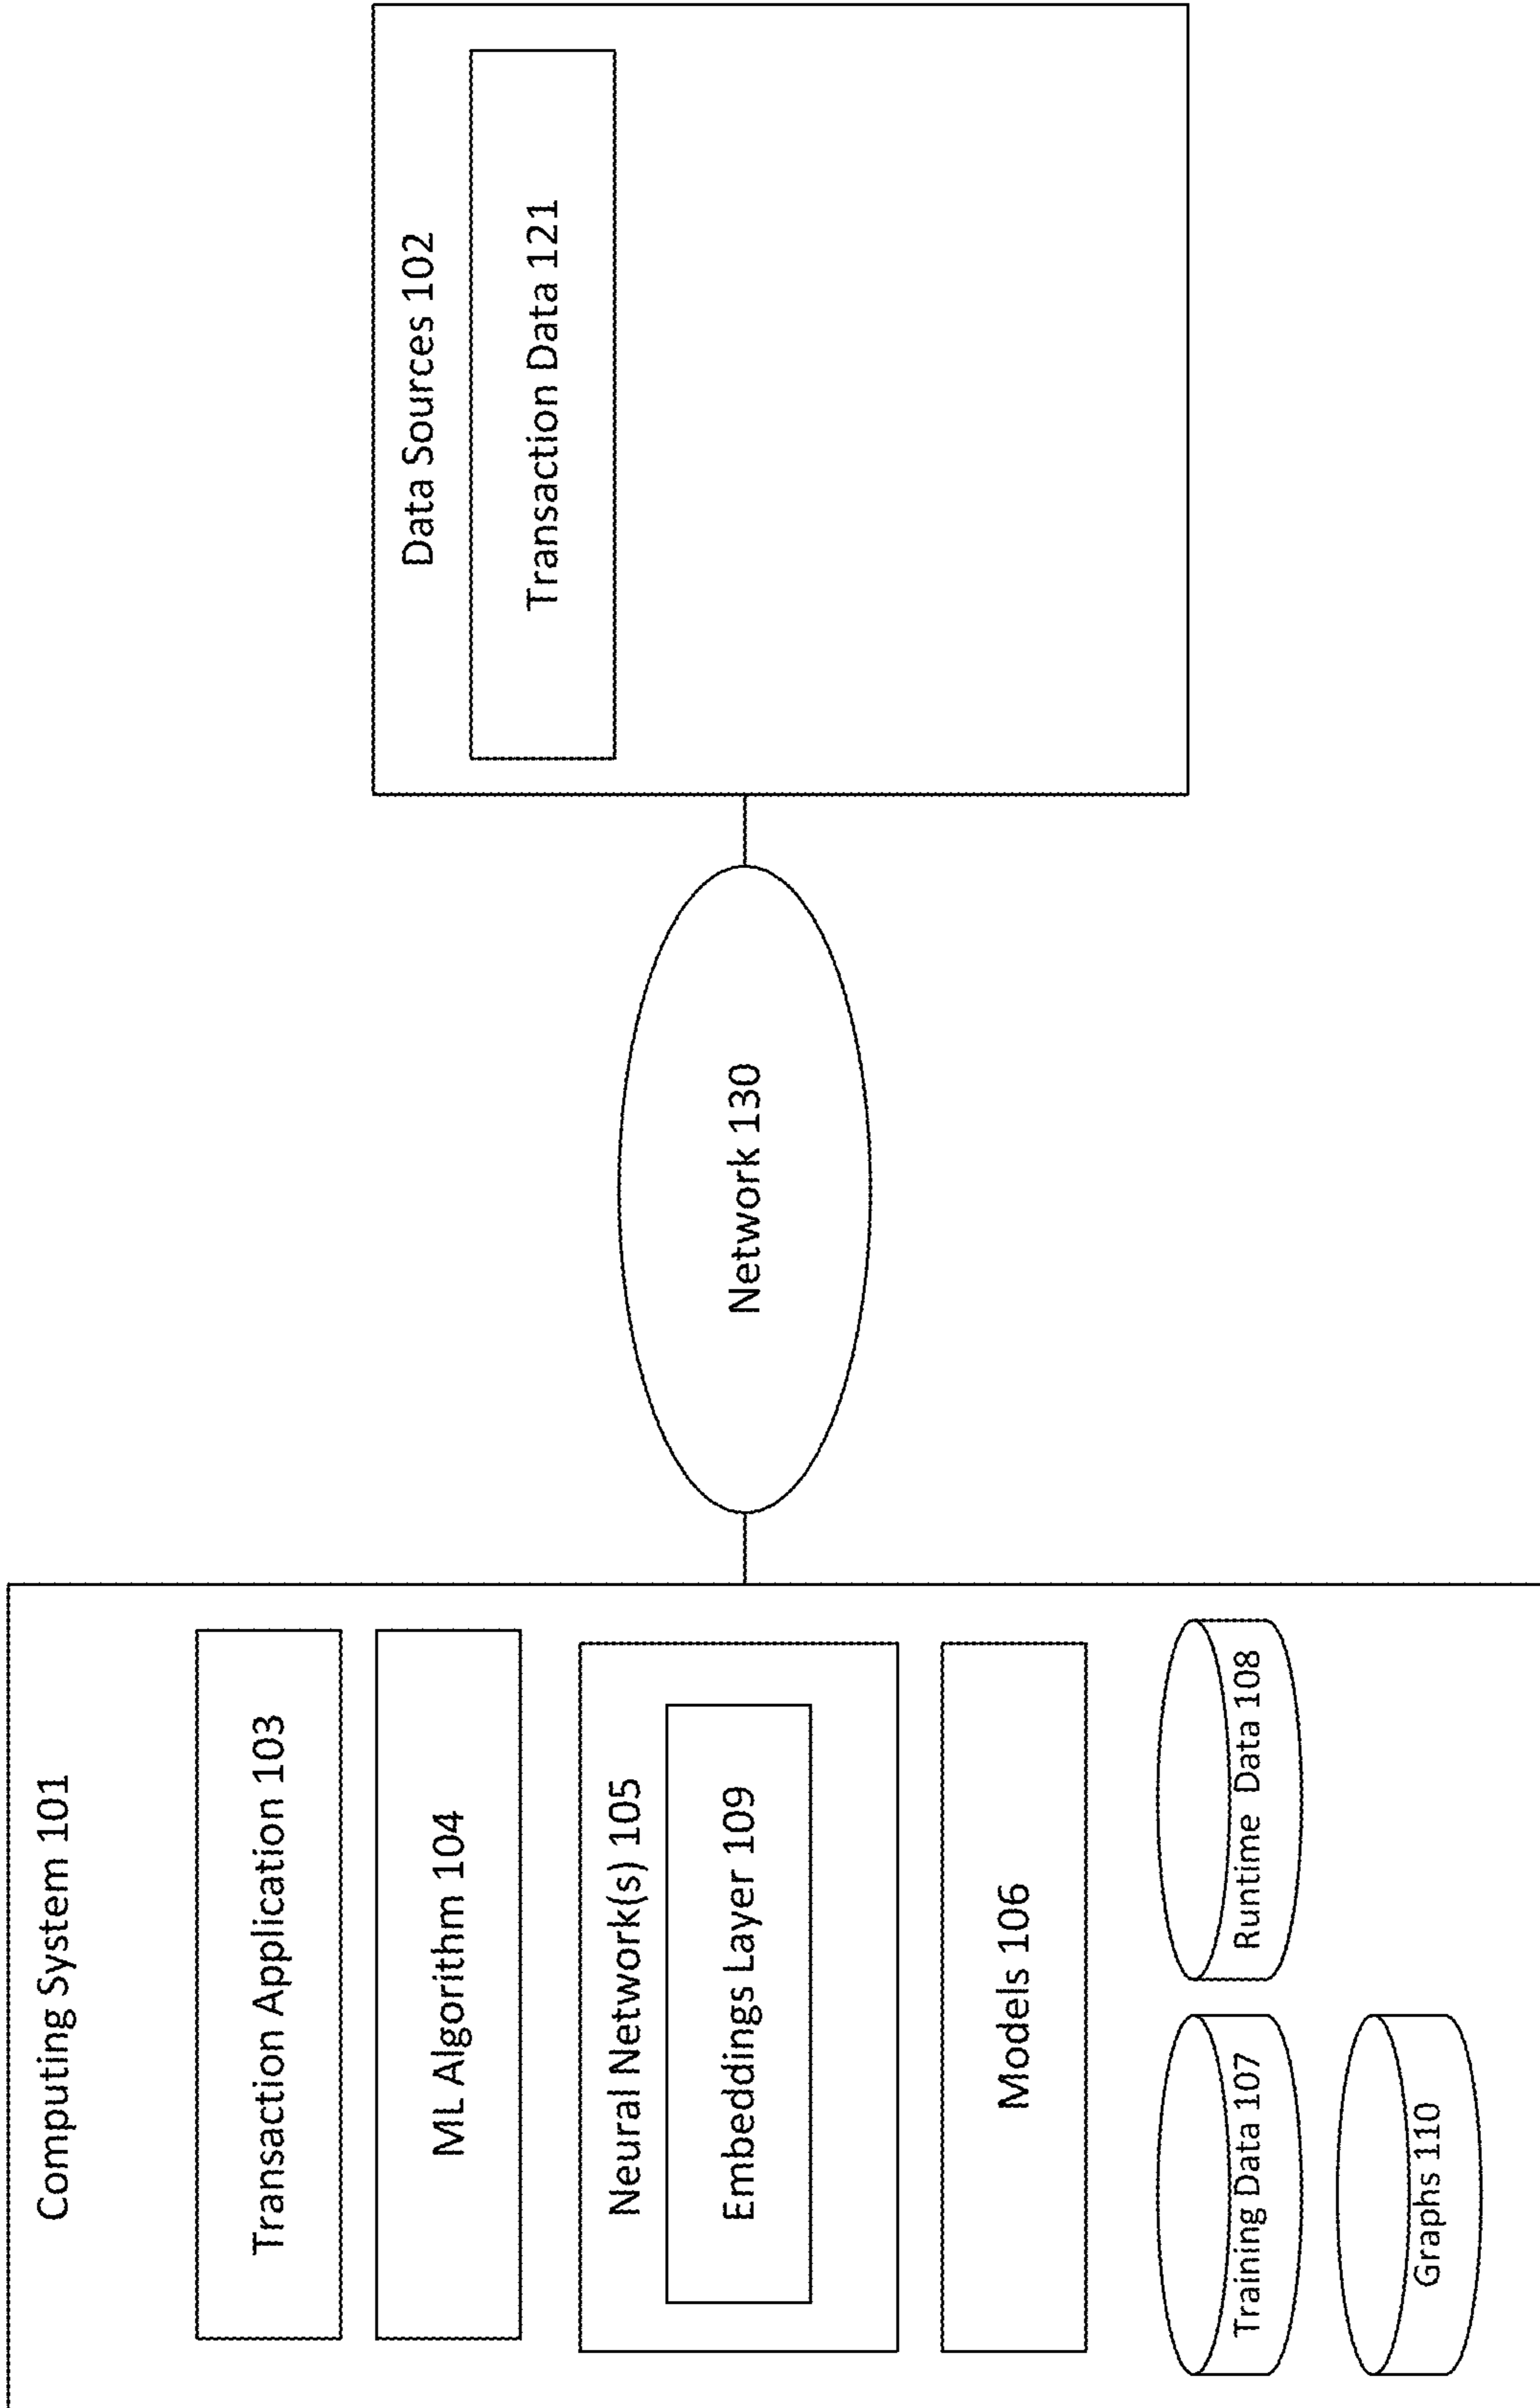 Computing System 101
Transaction Application 103
ML Algorithm 104
Neural Network(s) 105
Embeddings Layer 109
Models 106
Training Data 107
Runtime Data 108
Graphs 110
Network 130
Data Sources 102
Transaction Data 121